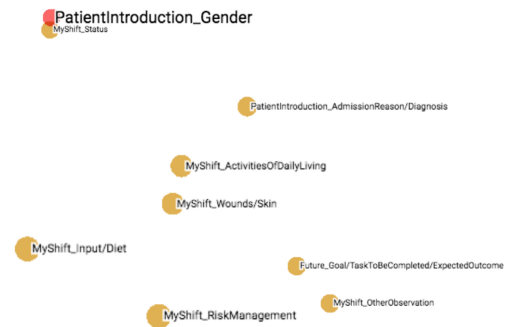 PatientIntroduction_Gender
MyShift_Status
PatientIntroduction_AdmissionReason/Diagnosis
MyShift_ActivitiesOfDailyLiving
MyShift_Wounds/Skin
MyShift_Input/Diet
Future_Goal/TaskToBeCompleted/ExpectedOutcome
MyShift_OtherObservation
MyShift_RiskManagement